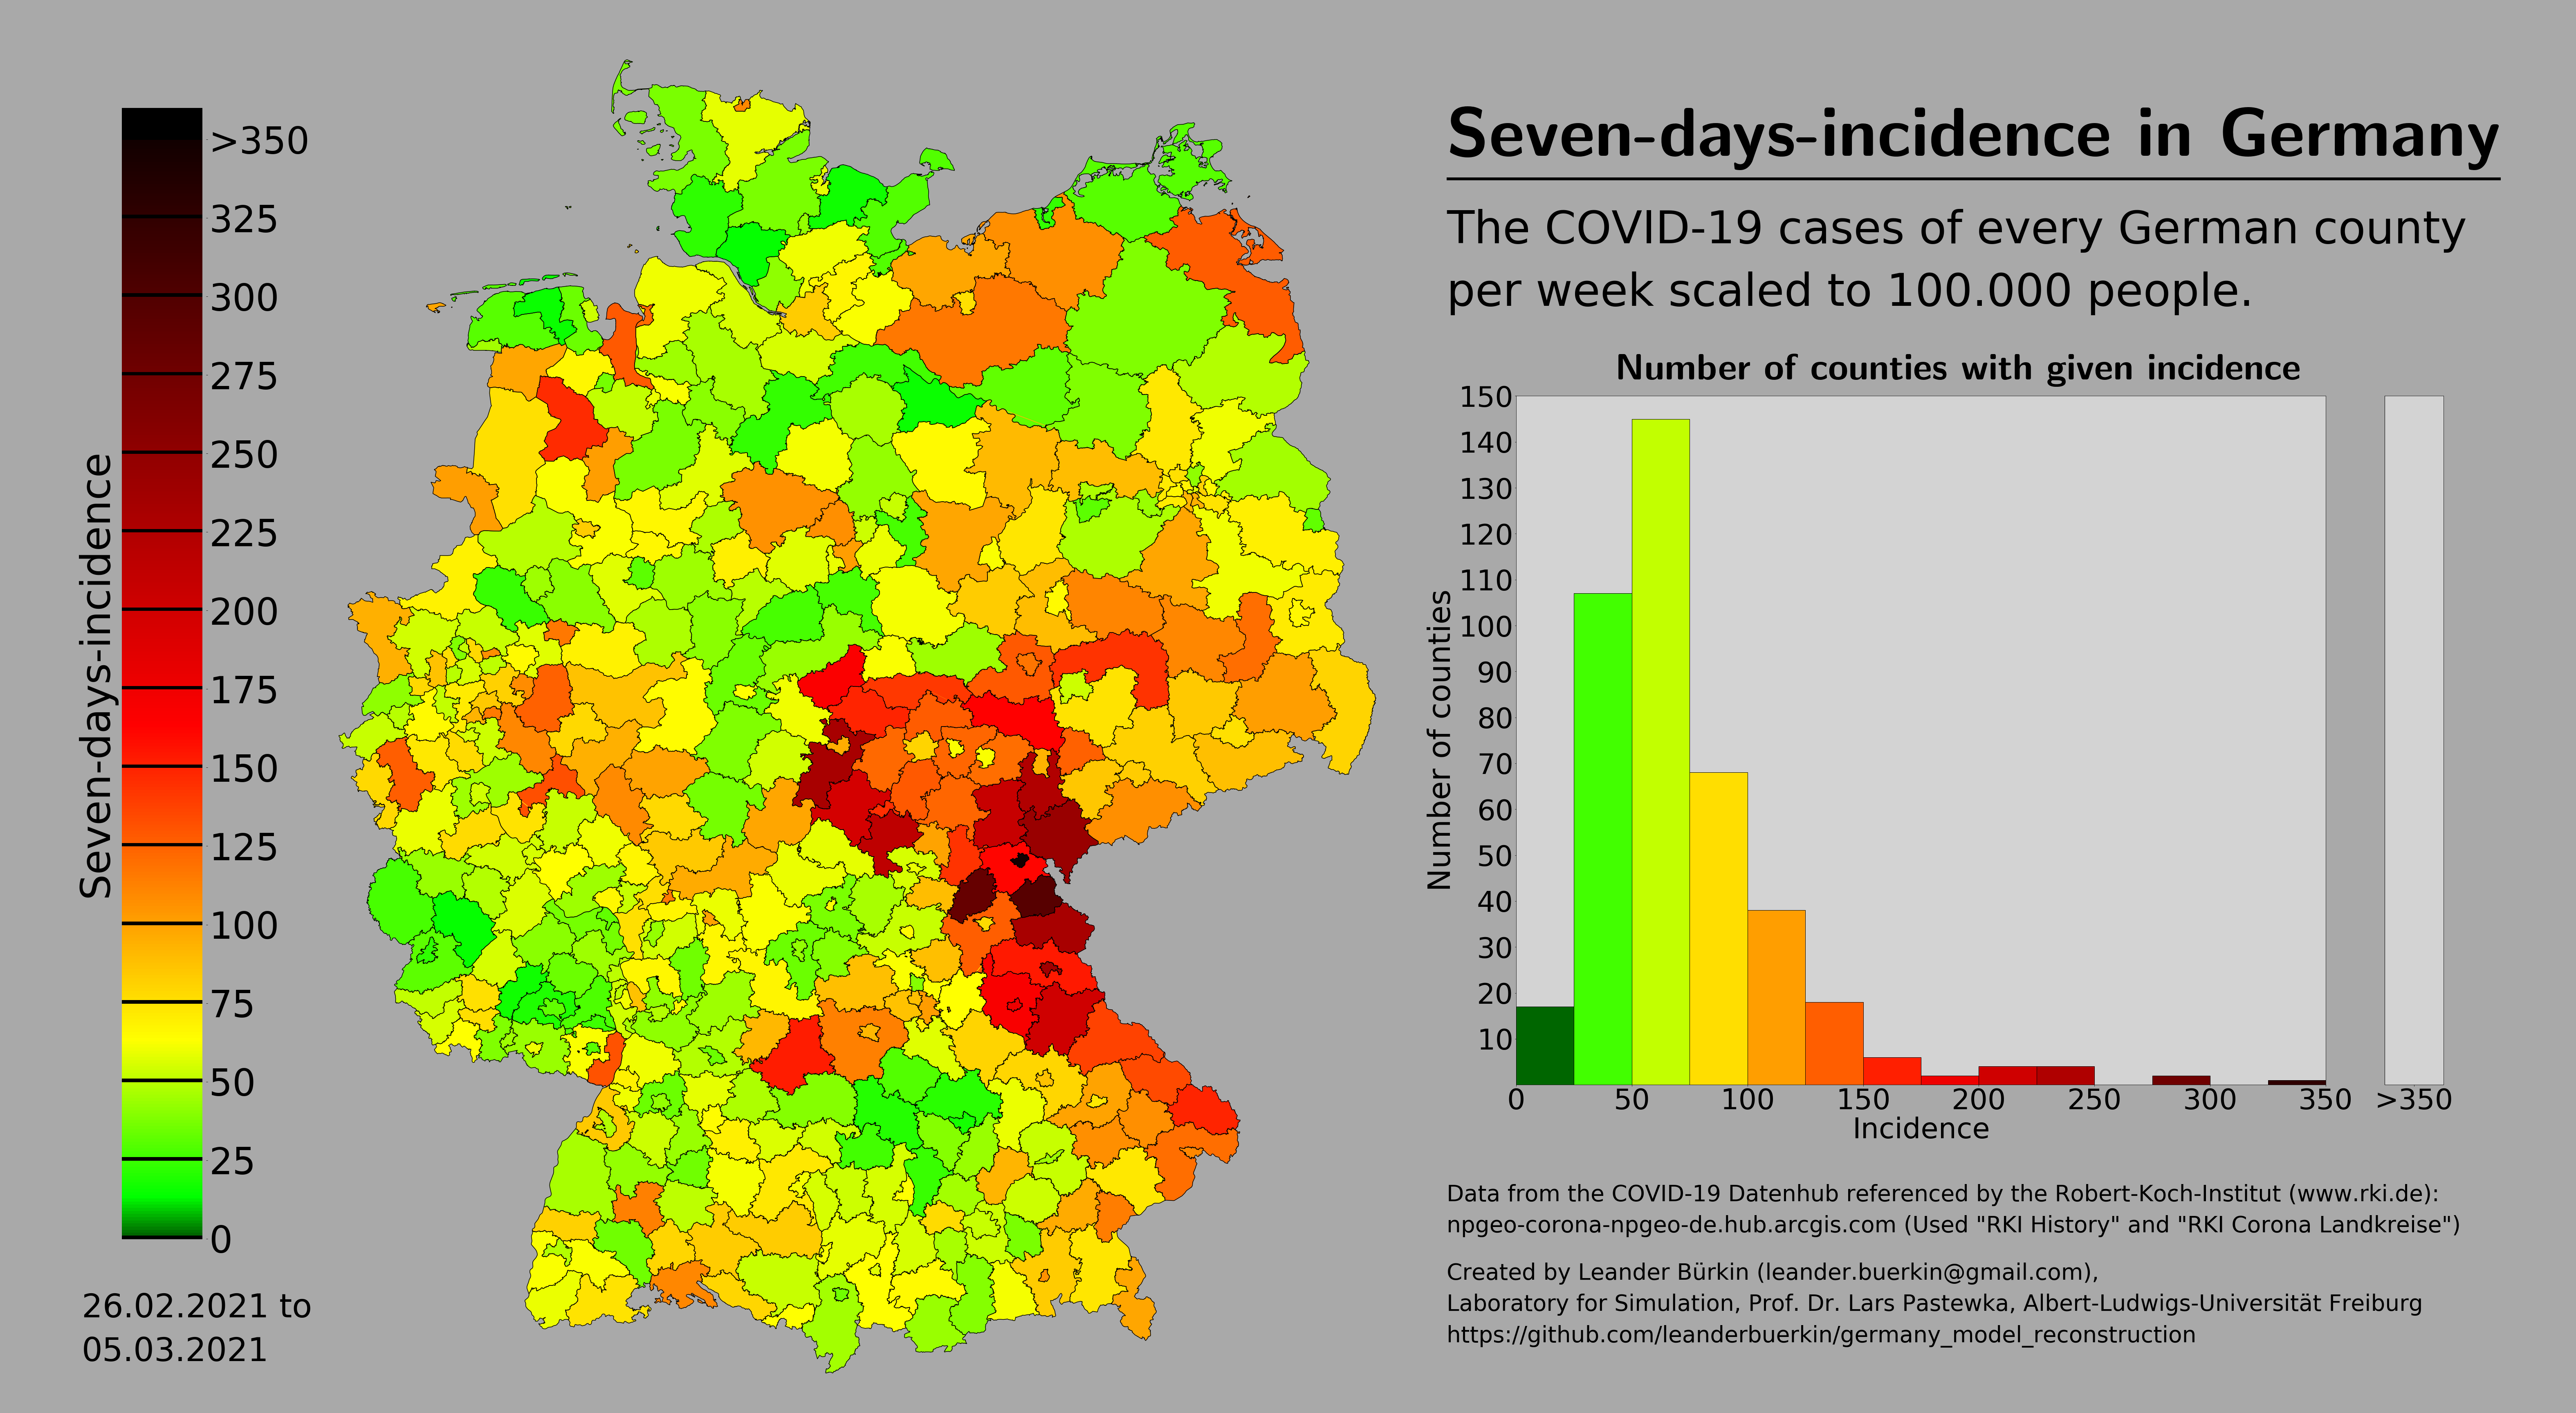 Seven-days-incidence in Germany
The COVID-19 cases of every German county
per week scaled to 100.000 people.
Seven-days-incidence
>350
325
300
275
250
225
200
175
150
125
100
75
50
25
0
26.02.2021 to
05.03.2021
Number of counties with given incidence
Number of counties
150
140
130
120
110
100
90
80
70
60
50
40
30
20
10
0 50 100 150 200 250 300 350 >350
Incidence
Data from the COVID-19 Datenhub referenced by the Robert-Koch-Institut (www.rki.de):
npgeo-corona-npgeo-de.hub.arcgis.com (Used "RKI History" and "RKI Corona Landkreise")
Created by Leander Bürkin (leander.buerkin@gmail.com),
Laboratory for Simulation, Prof. Dr. Lars Pastewka, Albert-Ludwigs-Universität Freiburg
https://github.com/leanderbuerkin/germany_model_reconstruction